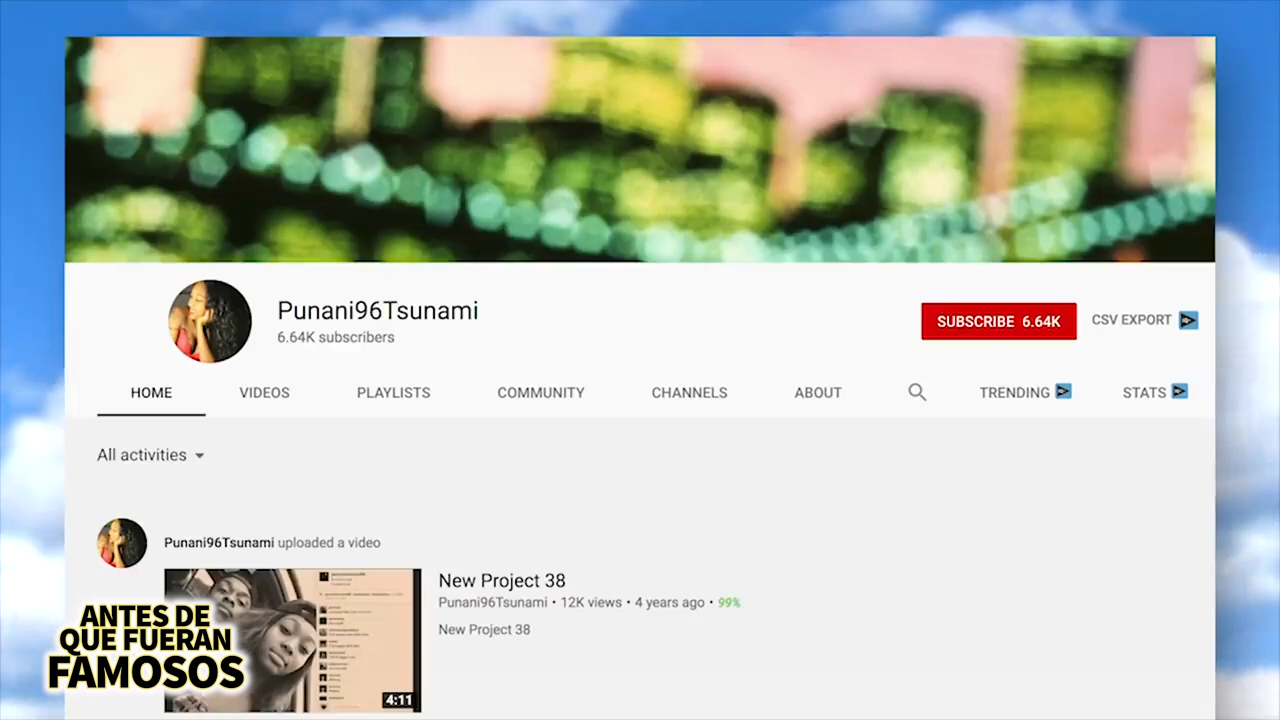 Punani96Tsunami
6.64K subscribers
SUBSCRIBE 6.64K
CSV EXPORT
HOME VIDEOS PLAYLISTS COMMUNITY CHANNELS ABOUT TRENDING STATS
All activities
Punani96Tsunami uploaded a video
New Project 38
Punani96Tsunami • 12K views • 4 years ago • 99%
New Project 38
4:11
ANTES DE
QUE FUERAN
FAMOSOS